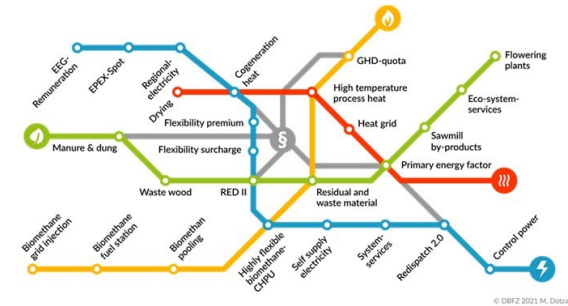 EEG-
Remuneration
EPEX-Spot
Regional-
electricity
Cogeneration
heat
GHD-quota
Flowering
plants
Drying
High temperature
process heat
Eco-system-
services
Flexibility premium
§
Heat grid
Sawmill
by-products
Manure & dung
Flexibility surcharge
Primary energy factor
Waste wood
RED II
Residual and
waste material
Biomethane
grid injection
Biomethane
fuel station
Biomethan
pooling
Highly flexible
biomethane-
CHPU
Self supply
electricity
System-
services
Redispatch 2.0
Control power
© DBFZ 2021 M. Dotza